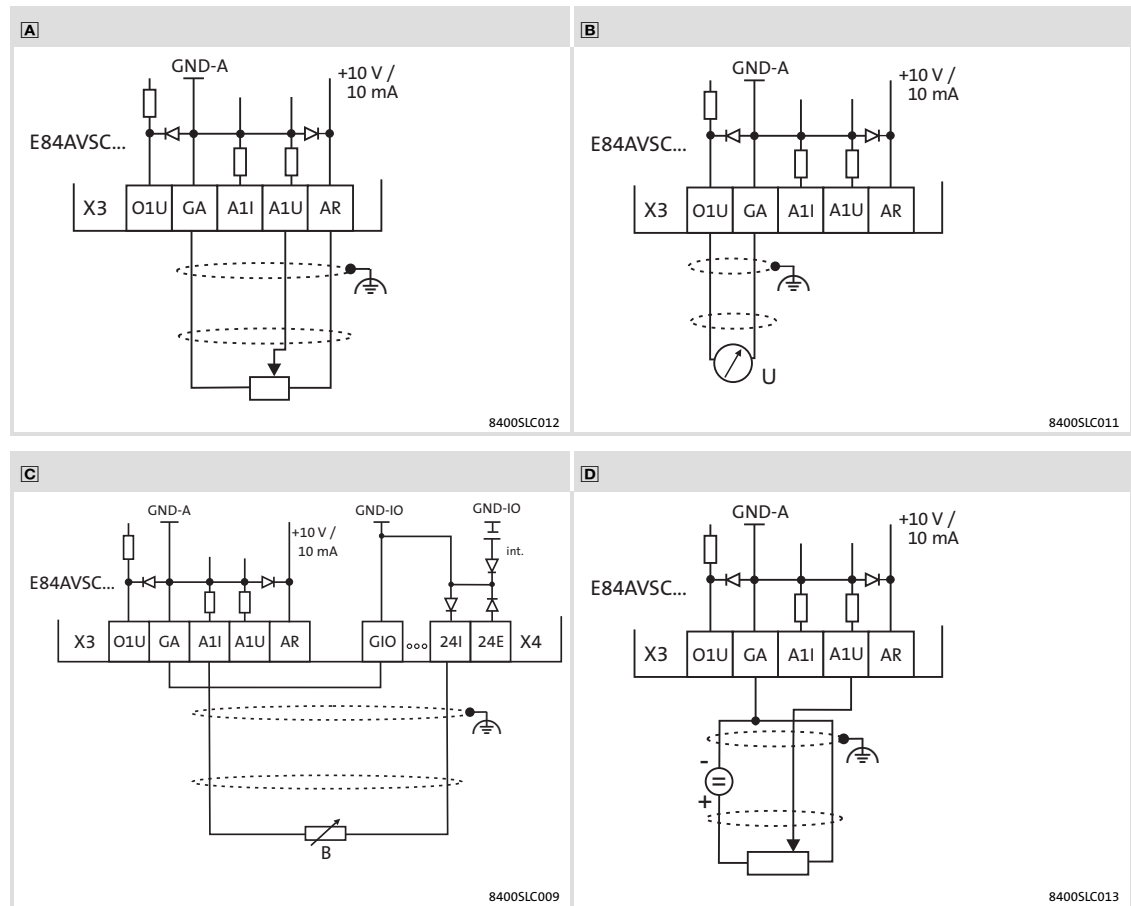 A
GND-A
+10 V /
10 mA
E84AVSC...
X3 O1U GA A1I A1U AR
8400SLC012
B
GND-A
+10 V /
10 mA
E84AVSC...
X3 O1U GA A1I A1U AR
U
8400SLC011
C
GND-A GND-IO GND-IO
+10 V /
10 mA
int.
E84AVSC...
X3 O1U GA A1I A1U AR GIO 24I 24E X4
B
8400SLC009
D
GND-A
+10 V /
10 mA
E84AVSC...
X3 O1U GA A1I A1U AR
-
+
8400SLC013